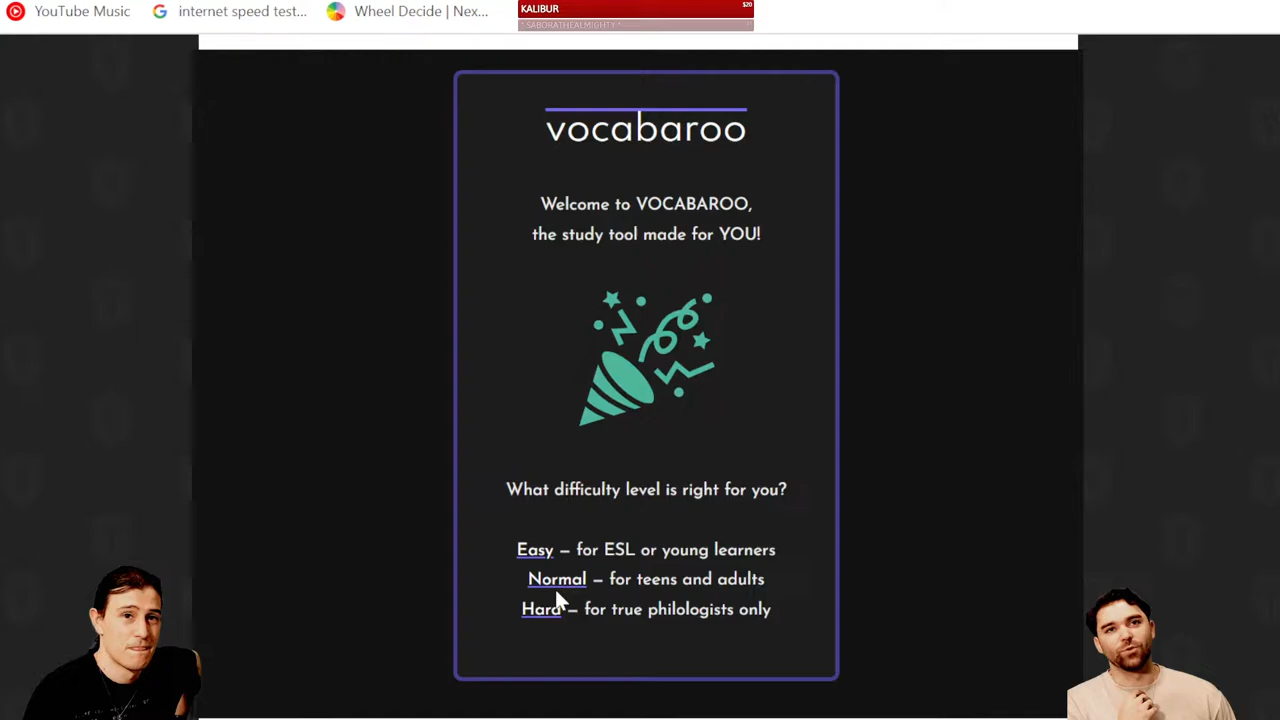 YouTube Music
internet speed test...
Wheel Decide | Nex...
KALIBUR
$20
* SABORATHEALMIGHTY *
vocabaroo
Welcome to VOCABAROO,
the study tool made for YOU!
What difficulty level is right for you?
Easy – for ESL or young learners
Normal – for teens and adults
Hard – for true philologists only